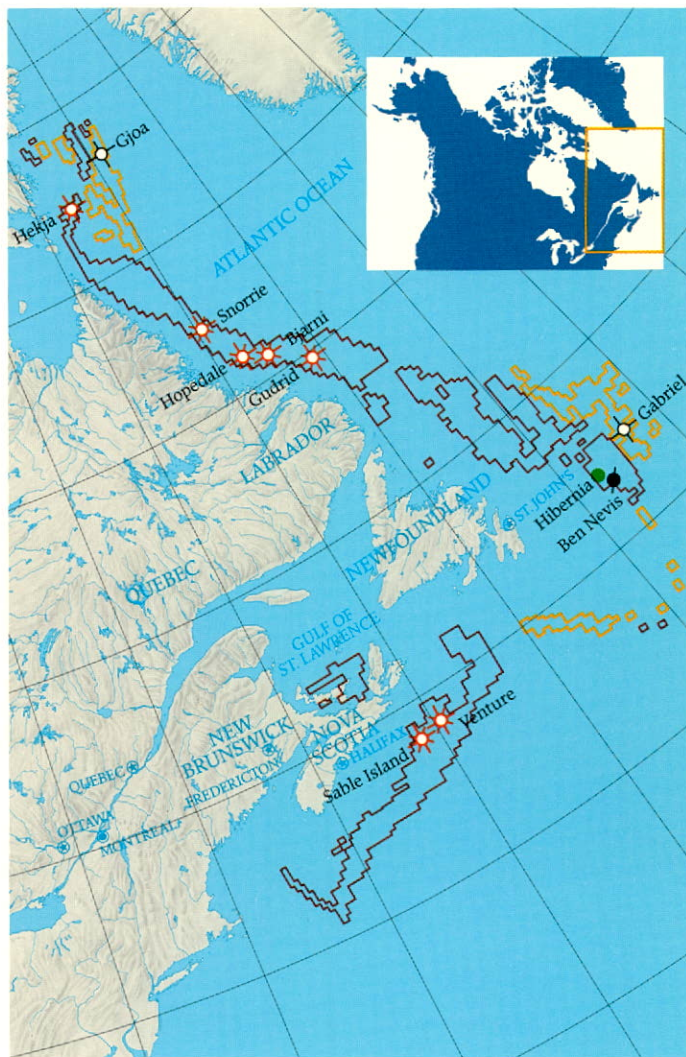 Gjoa
Hekja
ATLANTIC OCEAN
Snorrie
Bjarni
Hopedale
Gudrid
Gabriel
LABRADOR
Hibernia
ST. JOHN'S
Ben Nevis
NEWFOUNDLAND
QUEBEC
GULF OF
ST. LAWRENCE
Venture
NEW
BRUNSWICK
NOVA
SCOTIA
HALIFAX
Sable Island
QUEBEC
FREDERICTON
OTTAWA
MONTREAL